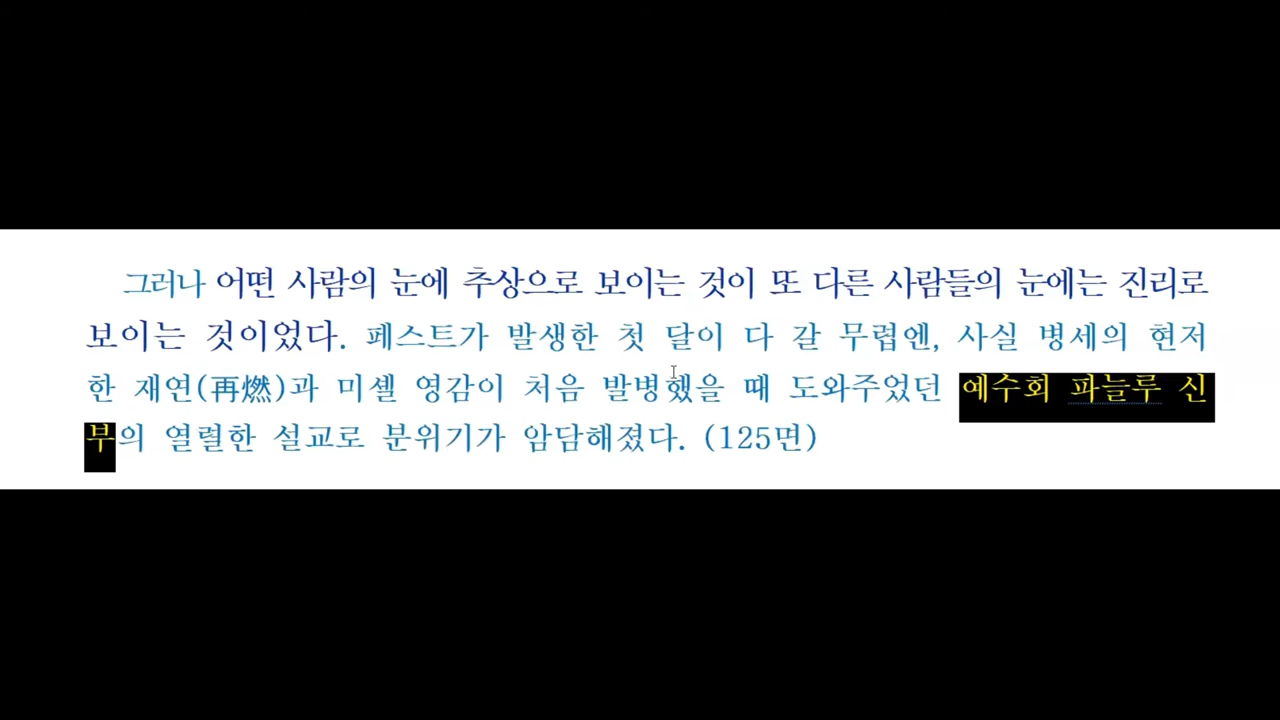 그러나 어떤 사람의 눈에 추상으로 보이는 것이 또 다른 사람들의 눈에는 진리로
보이는 것이었다. 페스트가 발생한 첫 달이 다 갈 무렵엔, 사실 병세의 현저
한 재연(再燃)과 미셸 영감이 처음 발병했을 때 도와주었던 예수회 파늘루 신
부의 열렬한 설교로 분위기가 암담해졌다. (125면)